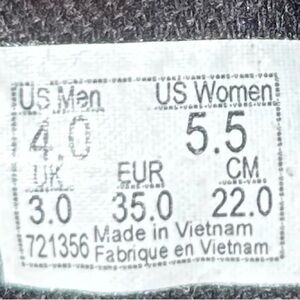 US Men US Women
4.0 5.5
UK EUR CM
3.0 35.0 22.0
721356 Made in Vietnam
Fabrique en Vietnam